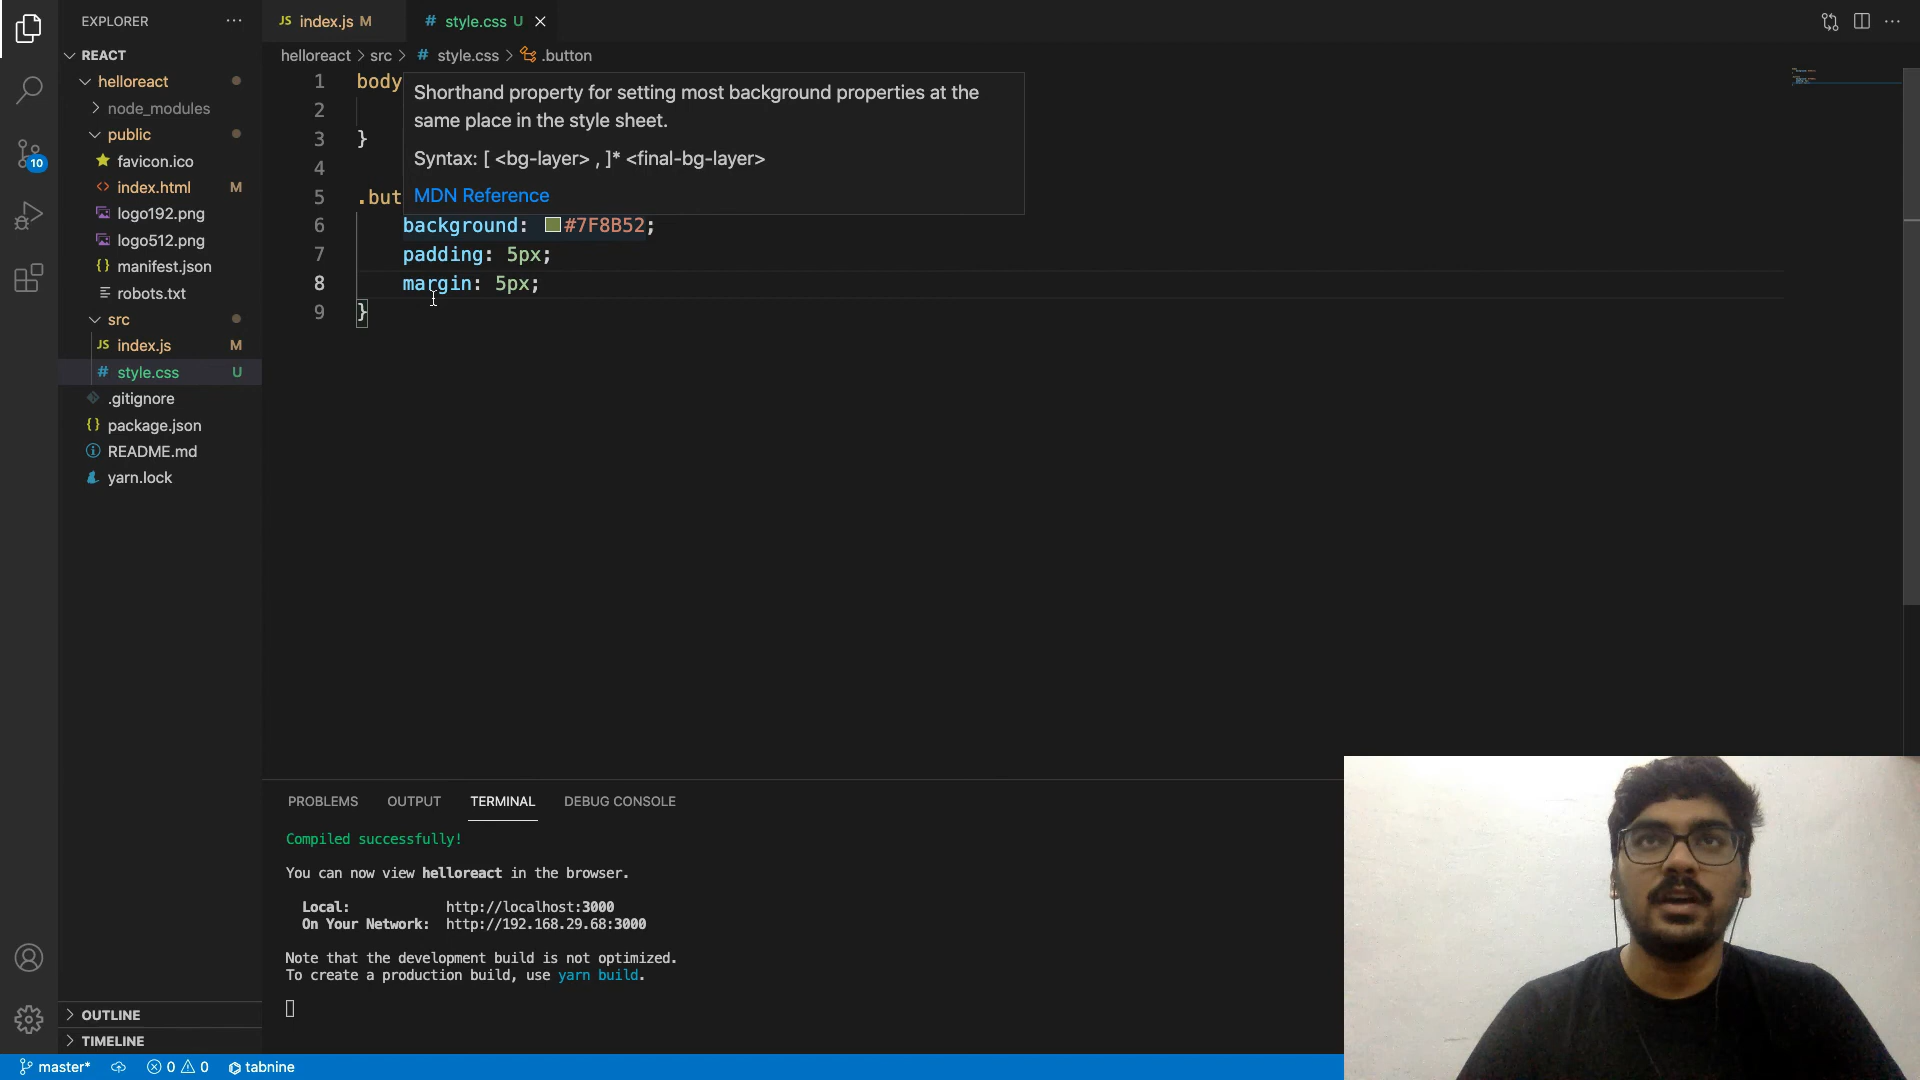 EXPLORER
REACT
helloreact
node_modules
public
favicon.ico
index.html M
logo192.png
logo512.png
manifest.json
robots.txt
src
index.js M
style.css U
.gitignore
package.json
README.md
yarn.lock
OUTLINE
TIMELINE
10
JS index.js M
# style.css U
helloreact > src > # style.css > .button
1 body
2
3 }
4
5 .but
6 background: #7F8B52;
7 padding: 5px;
8 margin: 5px;
9 }
Shorthand property for setting most background properties at the
same place in the style sheet.
Syntax: [ <bg-layer> , ]* <final-bg-layer>
MDN Reference
PROBLEMS OUTPUT TERMINAL DEBUG CONSOLE
Compiled successfully!
You can now view helloreact in the browser.
Local: http://localhost:3000
On Your Network: http://192.168.29.68:3000
Note that the development build is not optimized.
To create a production build, use yarn build.
master* 0 0 tabnine